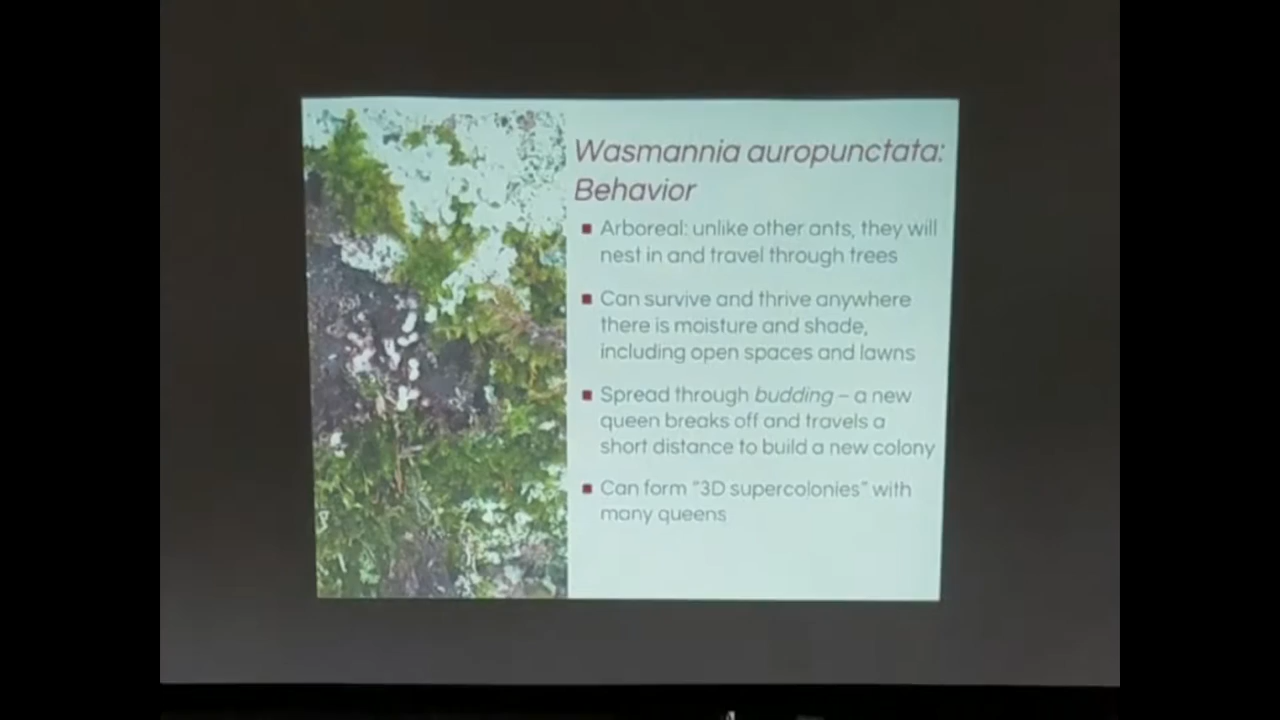 Wasmannia auropunctata:
Behavior
Arboreal: unlike other ants, they will
nest in and travel through trees
Can survive and thrive anywhere
there is moisture and shade,
including open spaces and lawns
Spread through budding – a new
queen breaks off and travels a
short distance to build a new colony
Can form "3D supercolonies" with
many queens